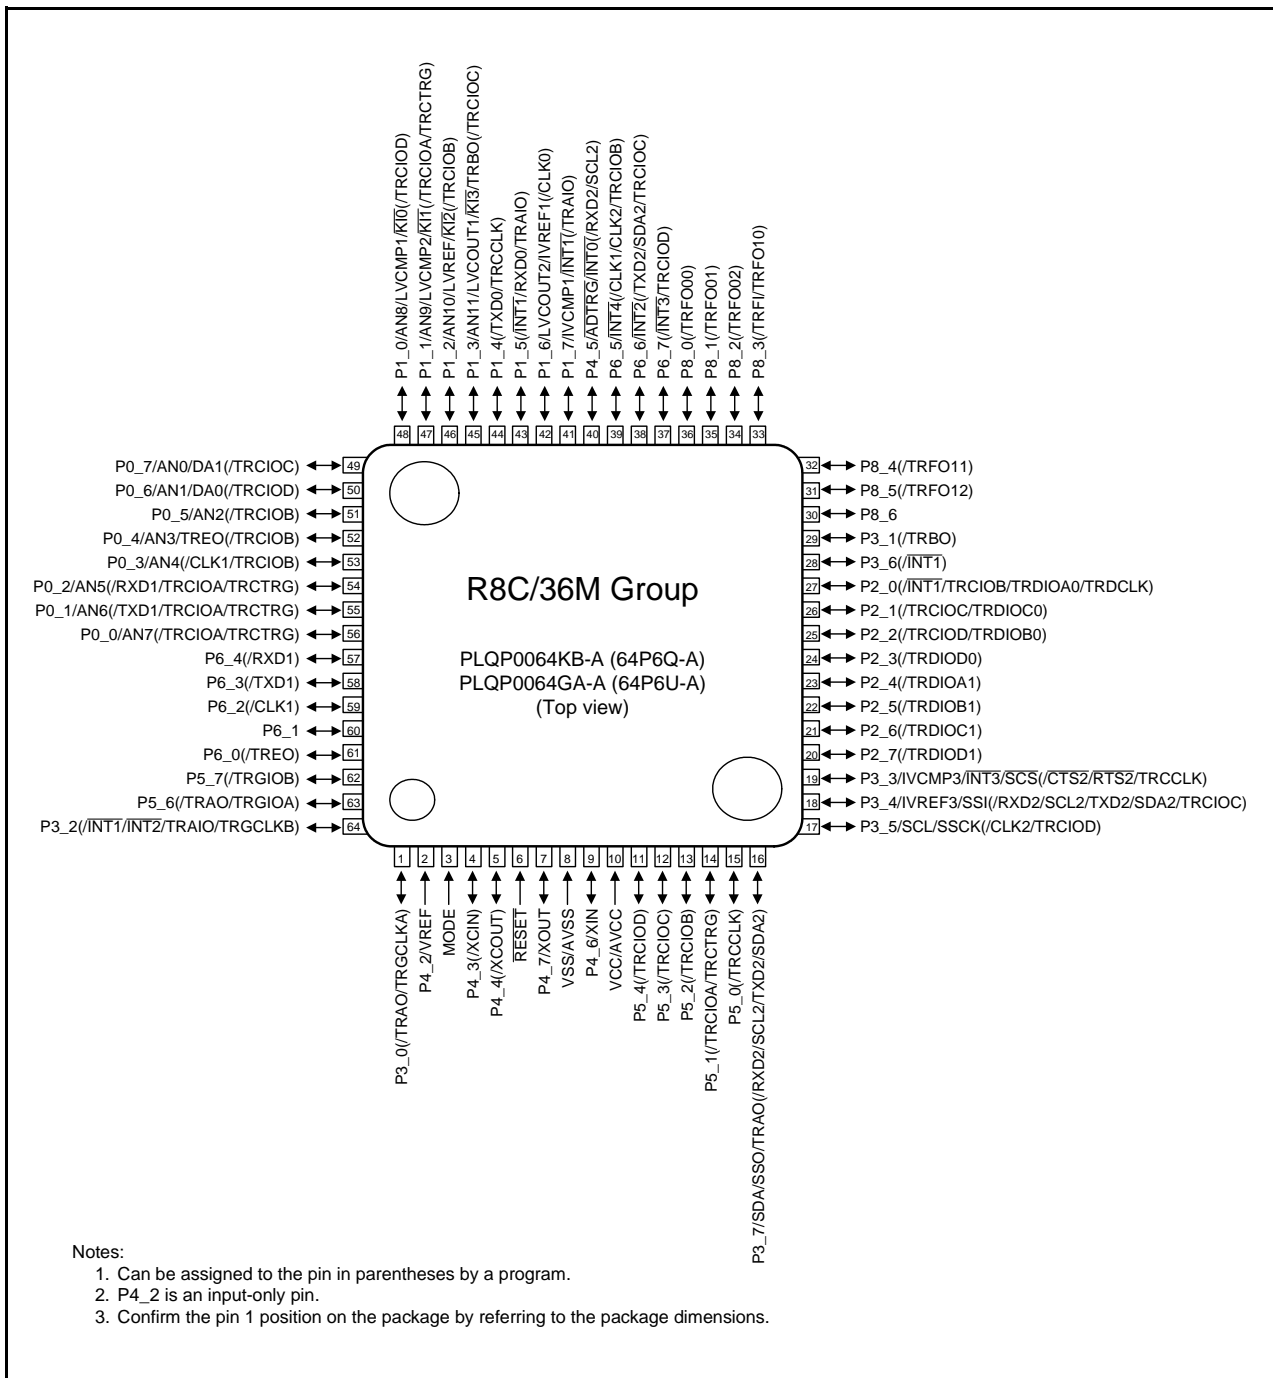 P1_0/AN8/LVCMP1/KI0(/TRCIOD)
P1_1/AN9/LVCMP2/KI1(/TRCIOA/TRCTRG)
P1_2/AN10/LVREF/KI2(/TRCIOB)
P1_3/AN11/LVCOUT1/KI3/TRBO(/TRCIOC)
P1_4(/TXD0/TRCCLK)
P1_5(/INT1/RXD0/TRAIO)
P1_6/LVCOUT2/IVREF1(/CLK0)
P1_7/IVCMP1/INT1(/TRAIO)
P4_5/ADTRG/INT0(/RXD2/SCL2)
P6_5/INT4(/CLK1/CLK2/TRCIOB)
P6_6/INT2(/TXD2/SDA2/TRCIOC)
P6_7(/INT3/TRCIOD)
P8_0(/TRFO00)
P8_1(/TRFO01)
P8_2(/TRFO02)
P8_3(/TRFI/TRFO10)
48 47 46 45 44 43 42 41 40 39 38 37 36 35 34 33
P0_7/AN0/DA1(/TRCIOC) 49
P0_6/AN1/DA0(/TRCIOD) 50
P0_5/AN2(/TRCIOB) 51
P0_4/AN3/TREO(/TRCIOB) 52
P0_3/AN4(/CLK1/TRCIOB) 53
P0_2/AN5(/RXD1/TRCIOA/TRCTRG) 54
P0_1/AN6(/TXD1/TRCIOA/TRCTRG) 55
P0_0/AN7(/TRCIOA/TRCTRG) 56
P6_4(/RXD1) 57
P6_3(/TXD1) 58
P6_2(/CLK1) 59
P6_1 60
P6_0(/TREO) 61
P5_7(/TRGIOB) 62
P5_6(/TRAO/TRGIOA) 63
P3_2(/INT1/INT2/TRAIO/TRGCLKB) 64
R8C/36M Group
PLQP0064KB-A (64P6Q-A)
PLQP0064GA-A (64P6U-A)
(Top view)
32 P8_4(/TRFO11)
31 P8_5(/TRFO12)
30 P8_6
29 P3_1(/TRBO)
28 P3_6(/INT1)
27 P2_0(/INT1/TRCIOB/TRDIOA0/TRDCLK)
26 P2_1(/TRCIOC/TRDIOC0)
25 P2_2(/TRCIOD/TRDIOB0)
24 P2_3(/TRDIOD0)
23 P2_4(/TRDIOA1)
22 P2_5(/TRDIOB1)
21 P2_6(/TRDIOC1)
20 P2_7(/TRDIOD1)
19 P3_3/IVCMP3/INT3/SCS(/CTS2/RTS2/TRCCLK)
18 P3_4/IVREF3/SSI(/RXD2/SCL2/TXD2/SDA2/TRCIOC)
17 P3_5/SCL/SSCK(/CLK2/TRCIOD)
1 2 3 4 5 6 7 8 9 10 11 12 13 14 15 16
P3_0(/TRAO/TRGCLKA)
P4_2/VREF
MODE
P4_3(/XCIN)
P4_4(/XCOUT)
RESET
P4_7/XOUT
VSS/AVSS
P4_6/XIN
VCC/AVCC
P5_4(/TRCIOD)
P5_3(/TRCIOC)
P5_2(/TRCIOB)
P5_1(/TRCIOA/TRCTRG)
P5_0(/TRCCLK)
P3_7/SDA/SSO/TRAO(/RXD2/SCL2/TXD2/SDA2)
Notes:
1. Can be assigned to the pin in parentheses by a program.
2. P4_2 is an input-only pin.
3. Confirm the pin 1 position on the package by referring to the package dimensions.